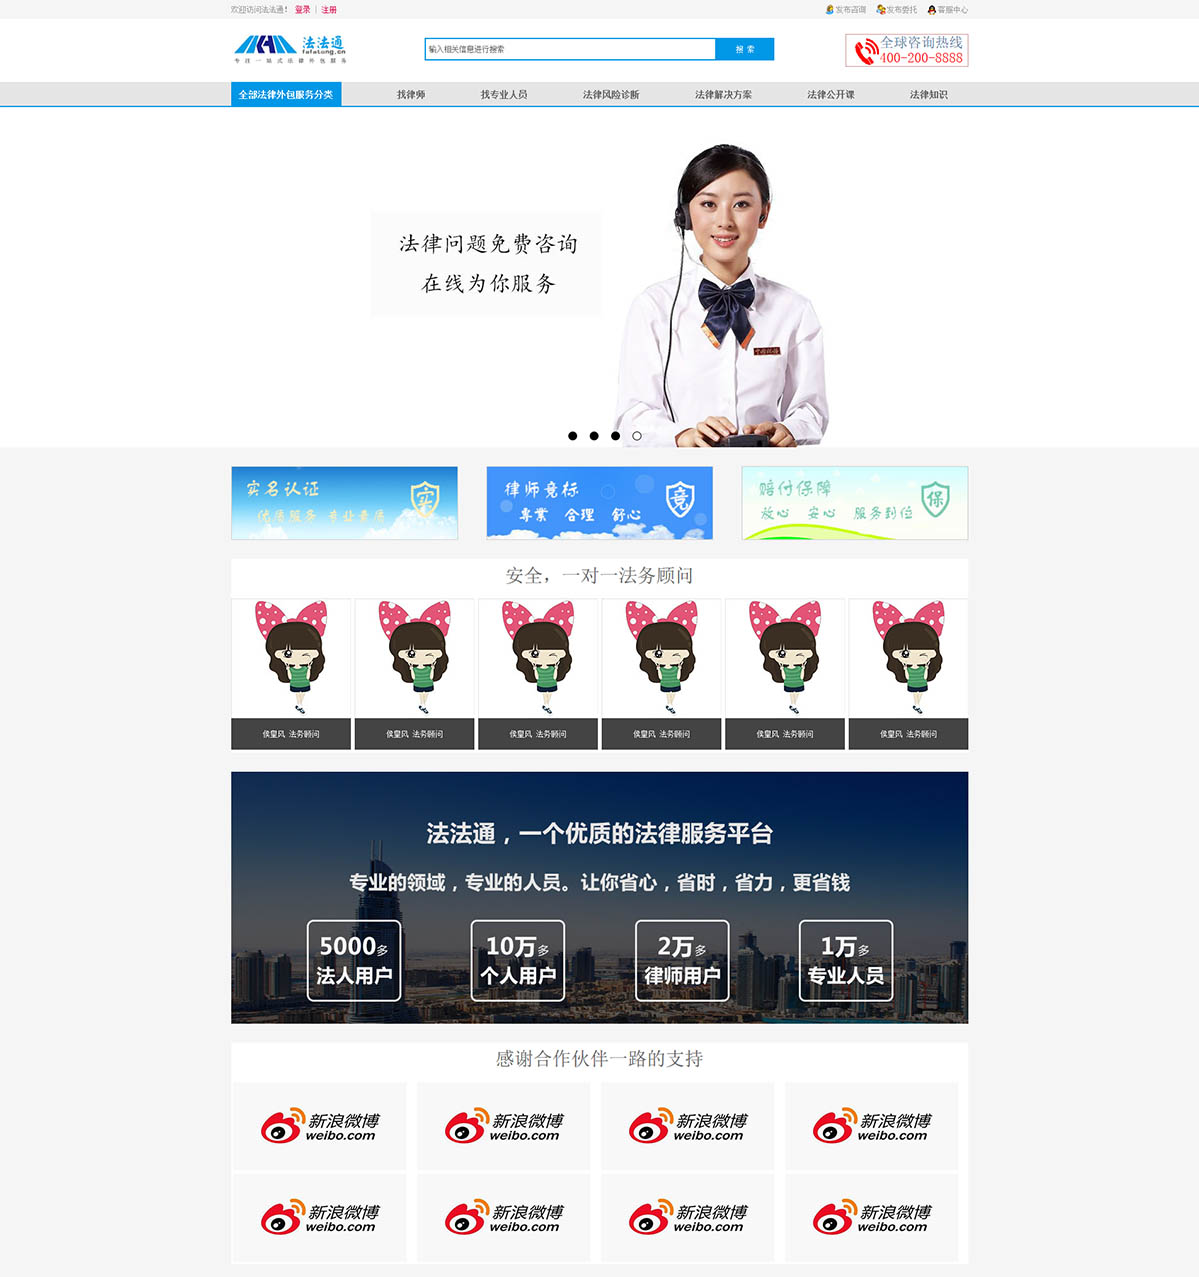 欢迎访问法法通！ 登录 | 注册
发布咨询 发布委托 客服中心
法法通
fafatong.cn
专注一站式法律外包服务
输入相关信息进行搜索
搜 索
全球咨询热线
400-200-8888
全部法律外包服务分类 找律师 找专业人员 法律风险诊断 法律解决方案 法律公开课 法律知识
法律问题免费咨询
在线为你服务
实名认证
优质服务 专业素质
实
律师竞标
專業 合理 舒心
竞
赔付保障
放心 安心 服务到位
保
安全，一对一法务顾问
侯皇风 法务顾问
侯皇风 法务顾问
侯皇风 法务顾问
侯皇风 法务顾问
侯皇风 法务顾问
侯皇风 法务顾问
法法通，一个优质的法律服务平台
专业的领域，专业的人员。让你省心，省时，省力，更省钱
5000多
法人用户
10万多
个人用户
2万多
律师用户
1万多
专业人员
感谢合作伙伴一路的支持
新浪微博
weibo.com
新浪微博
weibo.com
新浪微博
weibo.com
新浪微博
weibo.com
新浪微博
weibo.com
新浪微博
weibo.com
新浪微博
weibo.com
新浪微博
weibo.com